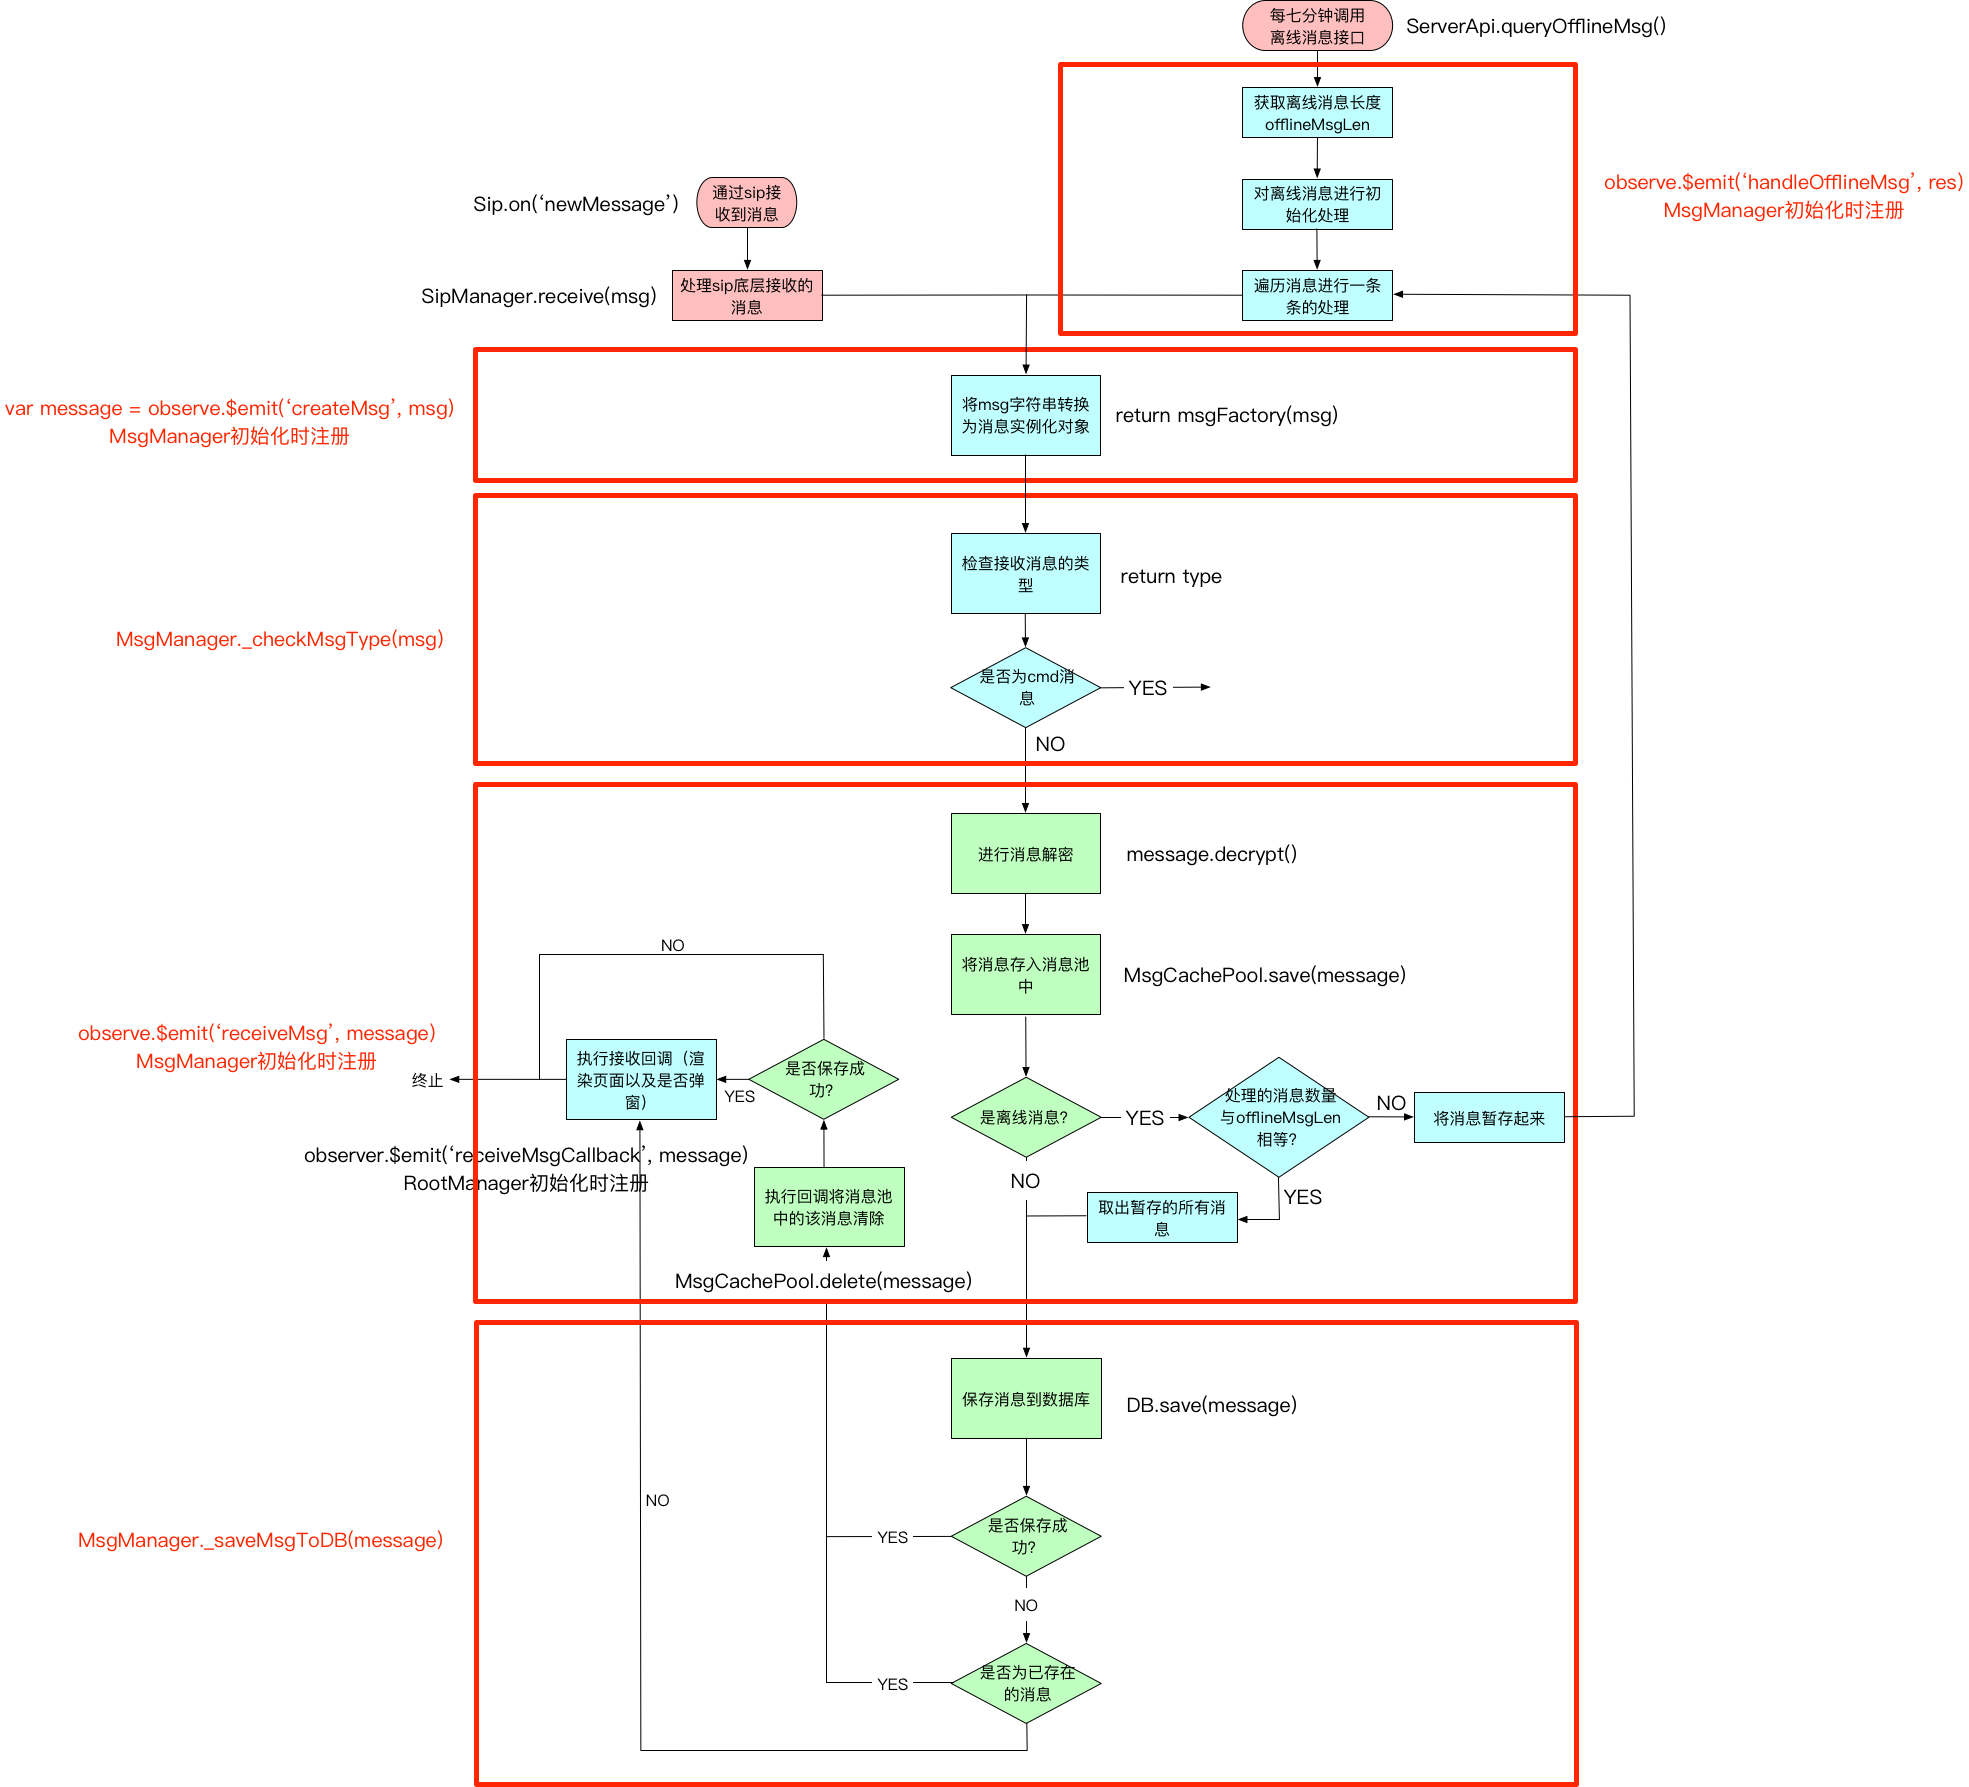 每七分钟调用
离线消息接口
ServerApi.queryOfflineMsg()
获取离线消息长度
offlineMsgLen
对离线消息进行初
始化处理
observe.$emit(‘handleOfflineMsg’, res)
MsgManager初始化时注册
Sip.on(‘newMessage’)
通过sip接
收到消息
SipManager.receive(msg)
处理sip底层接收的
消息
遍历消息进行一条
条的处理
var message = observe.$emit(‘createMsg’, msg)
MsgManager初始化时注册
将msg字符串转换
为消息实例化对象
return msgFactory(msg)
检查接收消息的类
型
return type
MsgManager._checkMsgType(msg)
是否为cmd消
息
YES
NO
进行消息解密
message.decrypt()
将消息存入消息池
中
MsgCachePool.save(message)
NO
observe.$emit(‘receiveMsg’, message)
MsgManager初始化时注册
终止
执行接收回调（渲
染页面以及是否弹
窗）
YES
是否保存成
功？
是离线消息？
YES
处理的消息数量
与offlineMsgLen
相等？
NO
将消息暂存起来
observer.$emit(‘receiveMsgCallback’, message)
RootManager初始化时注册
执行回调将消息池
中的该消息清除
NO
YES
取出暂存的所有消
息
MsgCachePool.delete(message)
保存消息到数据库
DB.save(message)
NO
MsgManager._saveMsgToDB(message)
YES
是否保存成
功？
NO
YES
是否为已存在
的消息